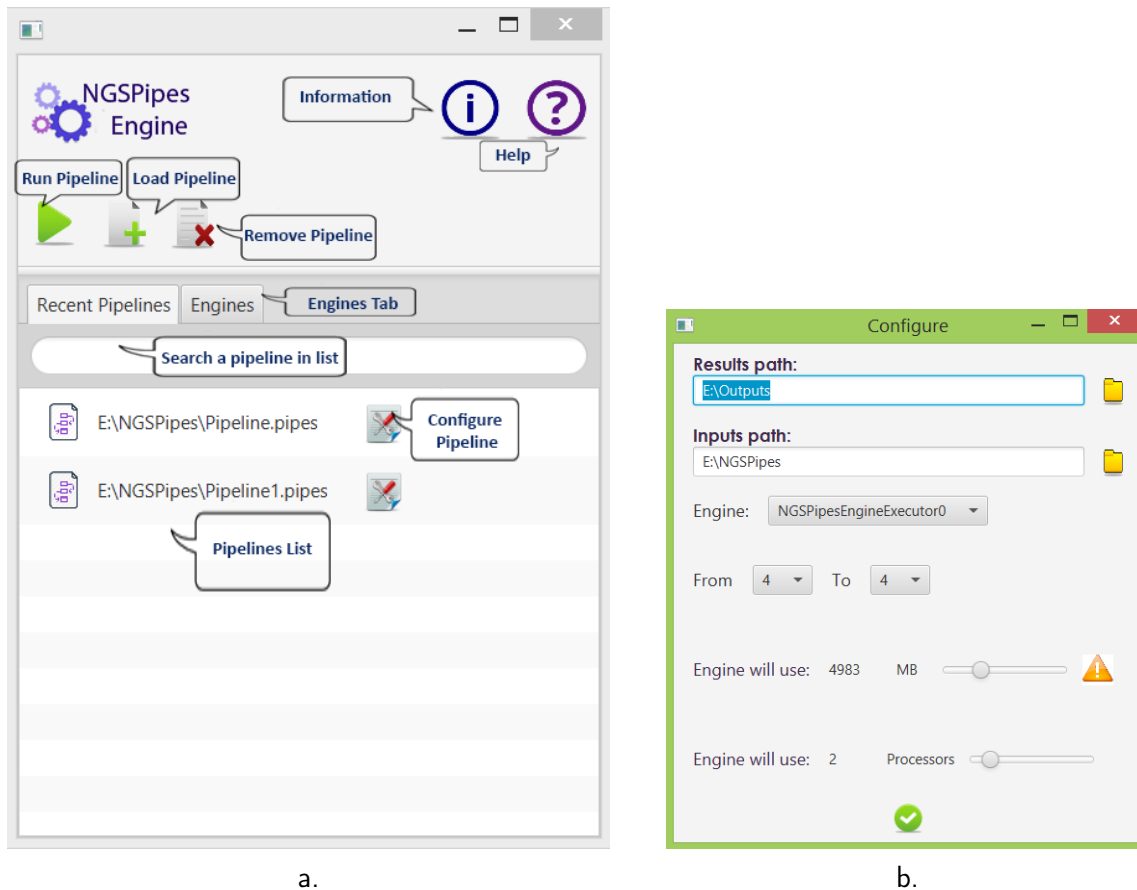 NGSPipes
Engine
Information
i
?
Help
Run Pipeline
Load Pipeline
Remove Pipeline
Recent Pipelines
Engines
Engines Tab
Search a pipeline in list
E:\NGSPipes\Pipeline.pipes
Configure
Pipeline
E:\NGSPipes\Pipeline1.pipes
Pipelines List
a.
Configure
Results path:
E:\Outputs
Inputs path:
E:\NGSPipes
Engine: NGSPipesEngineExecutor0
From 4 To 4
Engine will use: 4983 MB
Engine will use: 2 Processors
b.